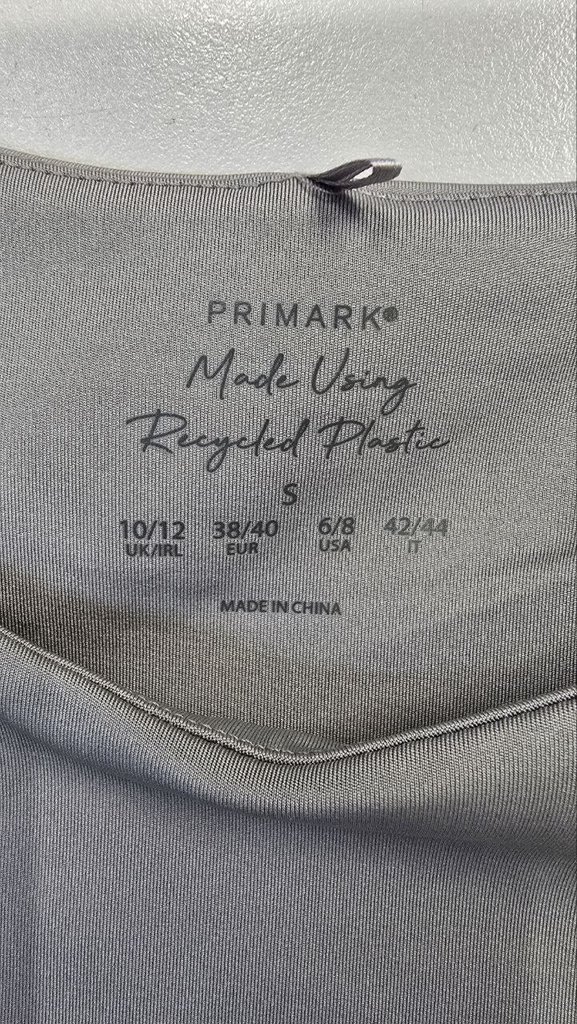 PRIMARK®
Made Using
Recycled Plastic
S
10/12 38/40 6/8 42/44
UK/IRL EUR USA IT
MADE IN CHINA